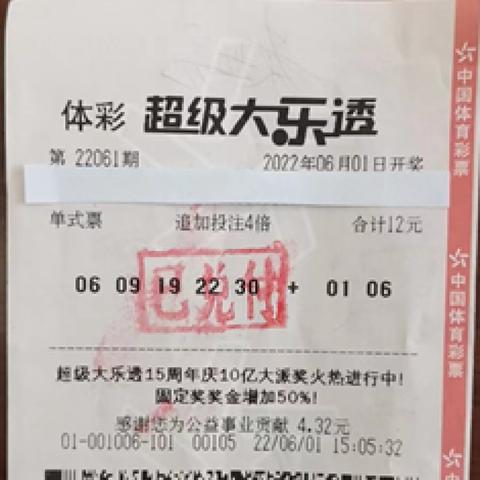 体彩 超级大乐透
第 22061期 2022年06月01日开奖
单式票 追加投注4倍 合计12元
06 09 19 22 30 + 01 06
已兑付
超级大乐透15周年庆10亿大派奖火热进行中!
固定奖奖金增加50%!
感谢您为公益事业贡献 4.32元
01-001006-101 00105 22/06/01 15:05:32
中国体育彩票
中国体育彩票
中国体